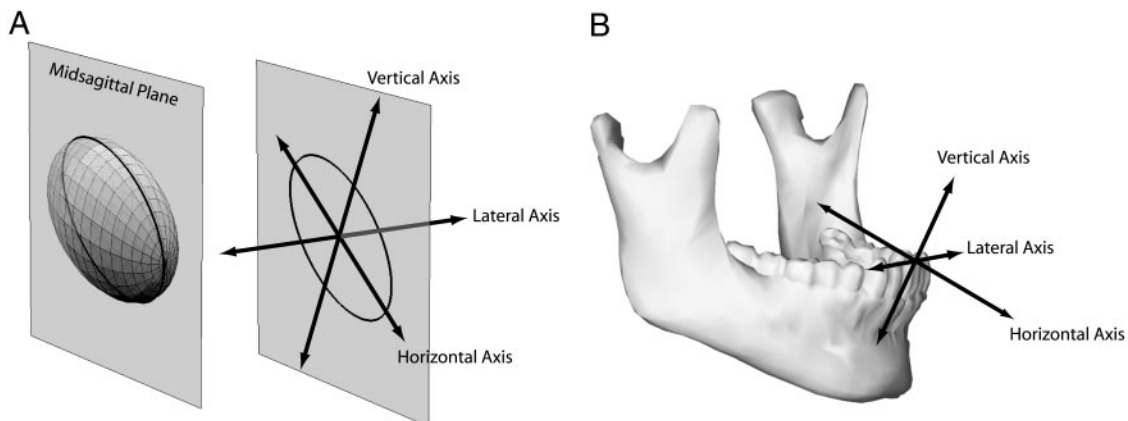 A
Midsagittal Plane
Vertical Axis
Lateral Axis
Horizontal Axis
B
Vertical Axis
Lateral Axis
Horizontal Axis